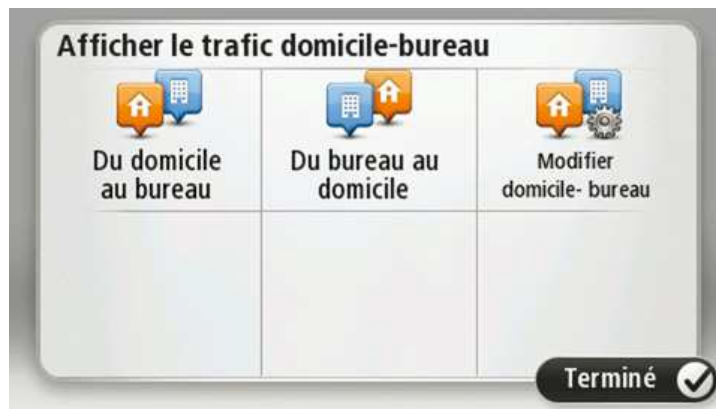 Afficher le trafic domicile-bureau
Du domicile
au bureau
Du bureau au
domicile
Modifier
domicile- bureau
Terminé